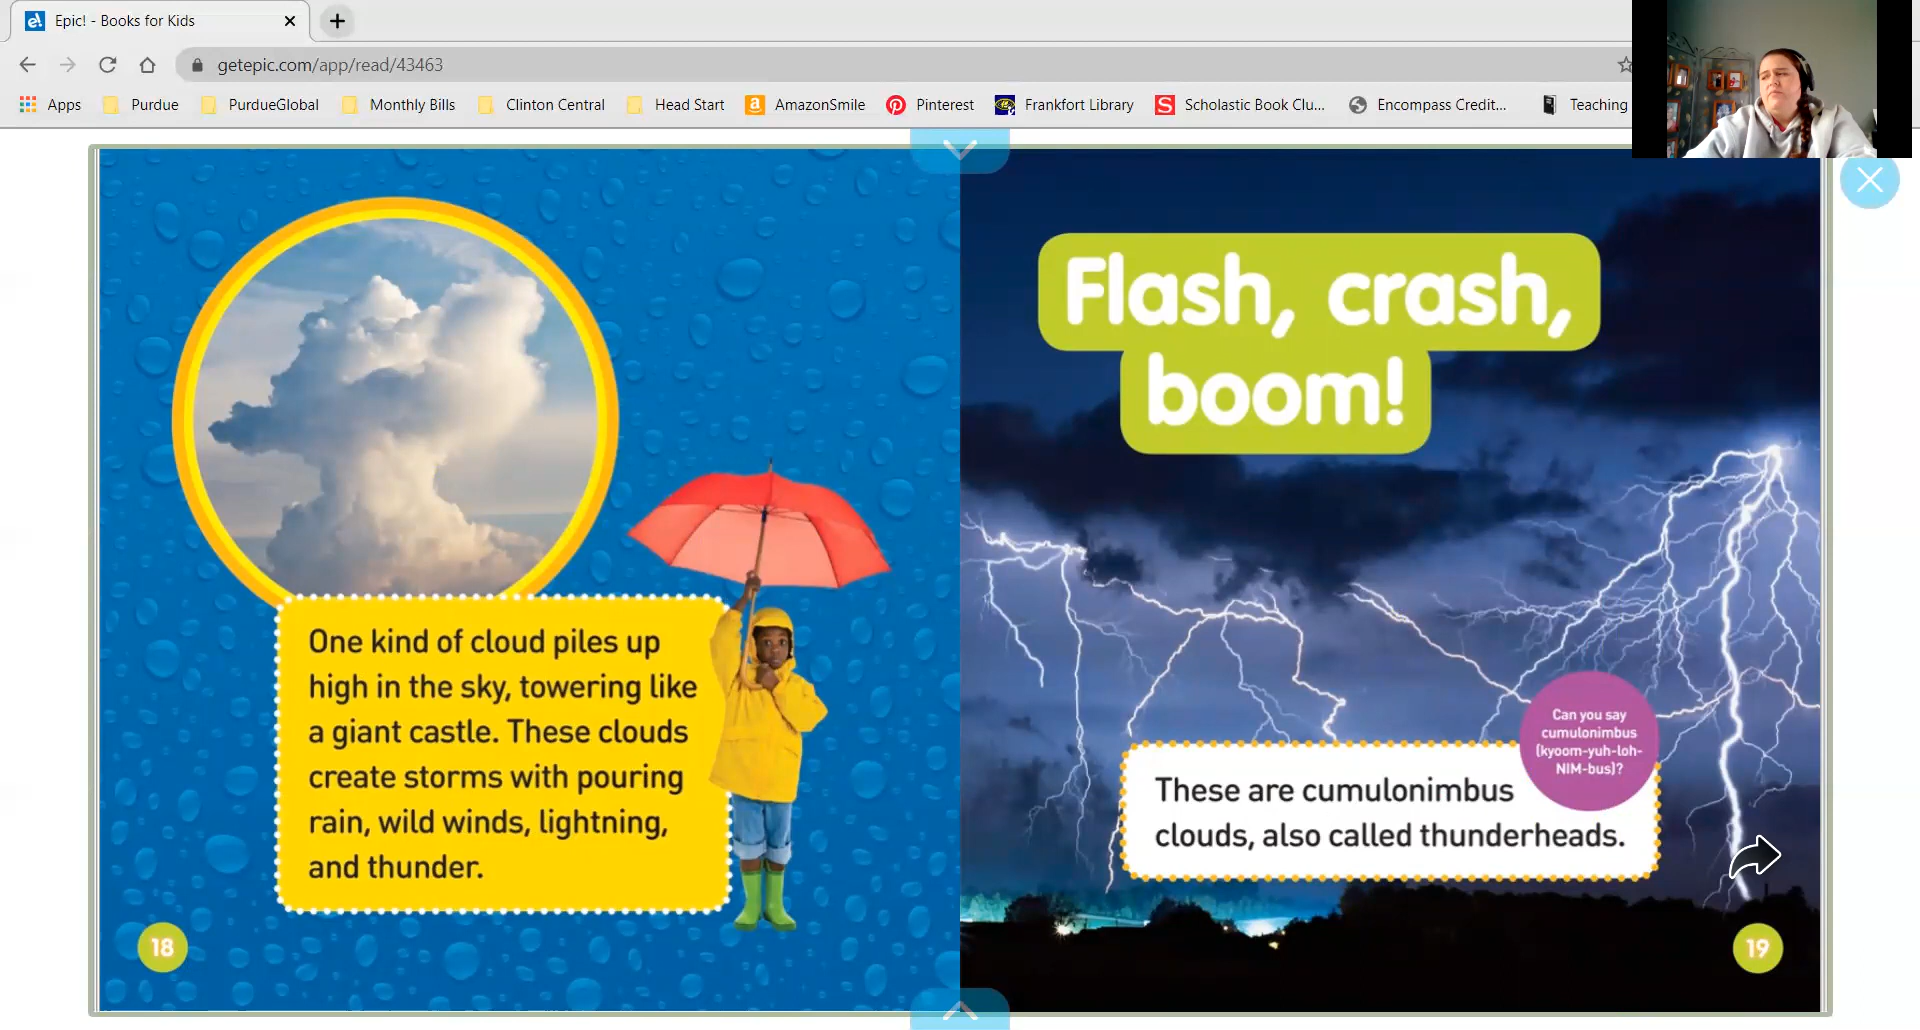 Epic! - Books for Kids
getepic.com/app/read/43463
Apps Purdue PurdueGlobal Monthly Bills Clinton Central Head Start AmazonSmile Pinterest Frankfort Library Scholastic Book Clu... Encompass Credit... Teaching
One kind of cloud piles up
high in the sky, towering like
a giant castle. These clouds
create storms with pouring
rain, wild winds, lightning,
and thunder.
18
Flash, crash,
boom!
Can you say
cumulonimbus
(kyoom-yuh-loh-
NIM-bus)?
These are cumulonimbus
clouds, also called thunderheads.
19